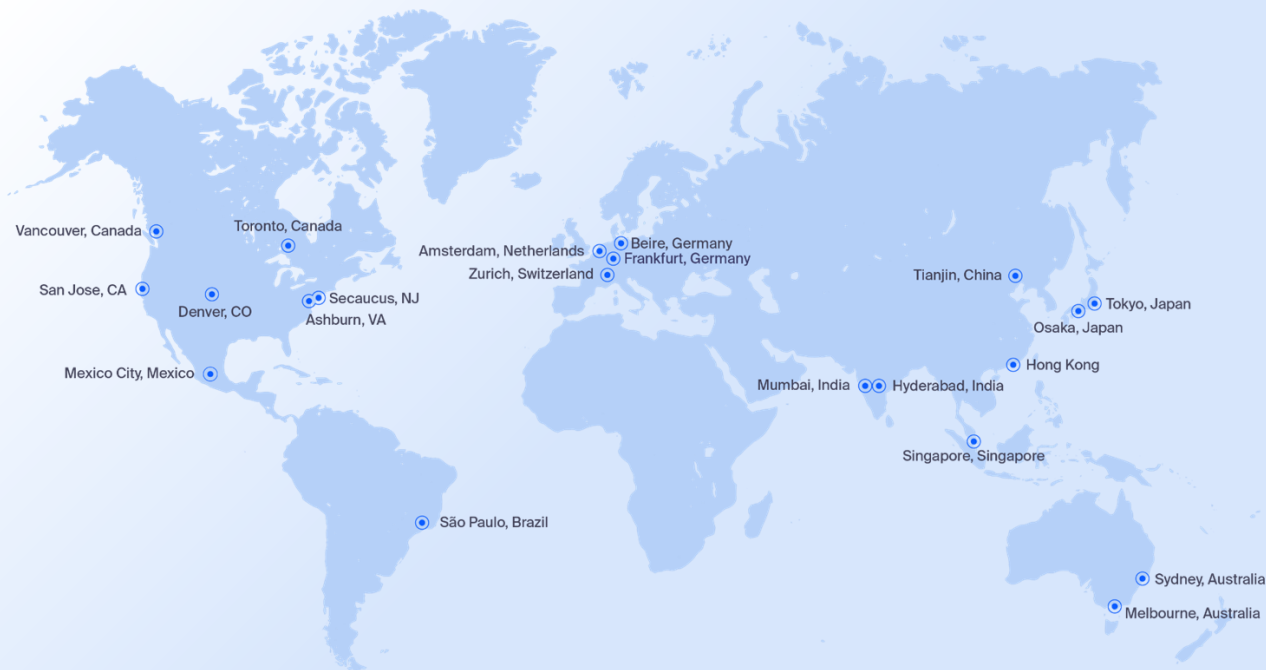 Vancouver, Canada
Toronto, Canada
San Jose, CA
Denver, CO
Secaucus, NJ
Ashburn, VA
Mexico City, Mexico
São Paulo, Brazil
Amsterdam, Netherlands
Beire, Germany
Frankfurt, Germany
Zurich, Switzerland
Tianjin, China
Tokyo, Japan
Osaka, Japan
Hong Kong
Mumbai, India
Hyderabad, India
Singapore, Singapore
Sydney, Australia
Melbourne, Australia